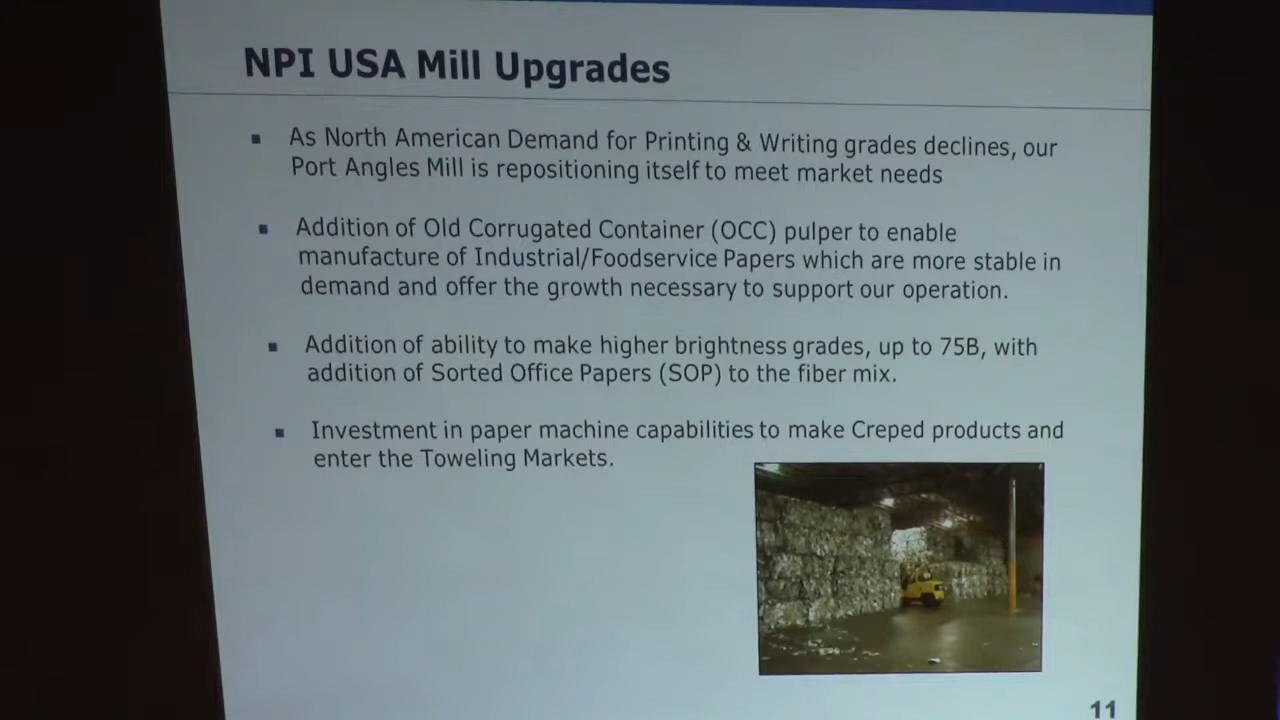 NPI USA Mill Upgrades
▪ As North American Demand for Printing & Writing grades declines, our
Port Angles Mill is repositioning itself to meet market needs
▪ Addition of Old Corrugated Container (OCC) pulper to enable
manufacture of Industrial/Foodservice Papers which are more stable in
demand and offer the growth necessary to support our operation.
▪ Addition of ability to make higher brightness grades, up to 75B, with
addition of Sorted Office Papers (SOP) to the fiber mix.
▪ Investment in paper machine capabilities to make Creped products and
enter the Toweling Markets.
11